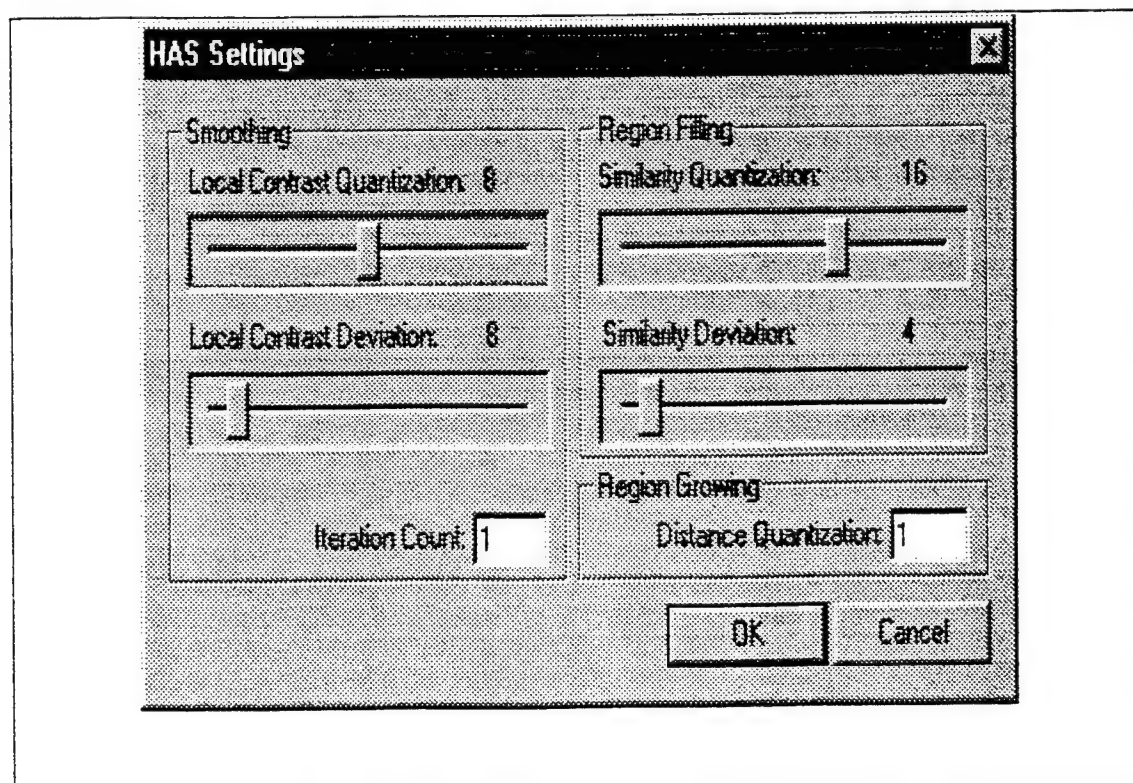 HAS Settings
Smoothing
Local Contrast Quantization: 8
Local Contrast Deviation: 8
Iteration Count: 1
Region Filling
Similarity Quantization: 16
Similarity Deviation: 4
Region Growing
Distance Quantization: 1
OK
Cancel